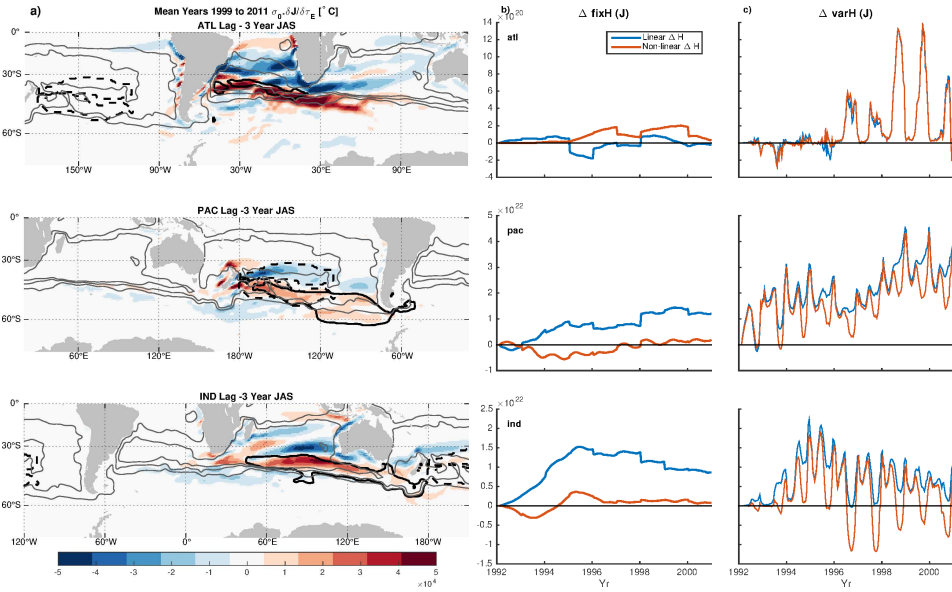 a) Mean Years 1999 to 2011 σ₀.δJ/δτ_E [°C]
ATL Lag - 3 Year JAS
0°
30°S
60°S
150°W 90°W 30°W 30°E 90°E
PAC Lag -3 Year JAS
0°
30°S
60°S
60°E 120°E 180°W 120°W 60°W
IND Lag -3 Year JAS
0°
30°S
60°S
120°W 60°W 0° 60°E 120°E 180°W
-5 -4 -3 -2 -1 0 1 2 3 4 5
×10⁴
b) Δ fixH (J)
×10²⁰
atl
Linear Δ H
Non-linear Δ H
14
12
10
8
6
4
2
0
-2
-4
×10²²
pac
5
4
3
2
1
0
-1
×10²²
ind
2.5
2
1.5
1
0.5
0
-0.5
-1
-1.5
1992 1994 1996 1998 2000
Yr
c) Δ varH (J)
1992 1994 1996 1998 2000
Yr